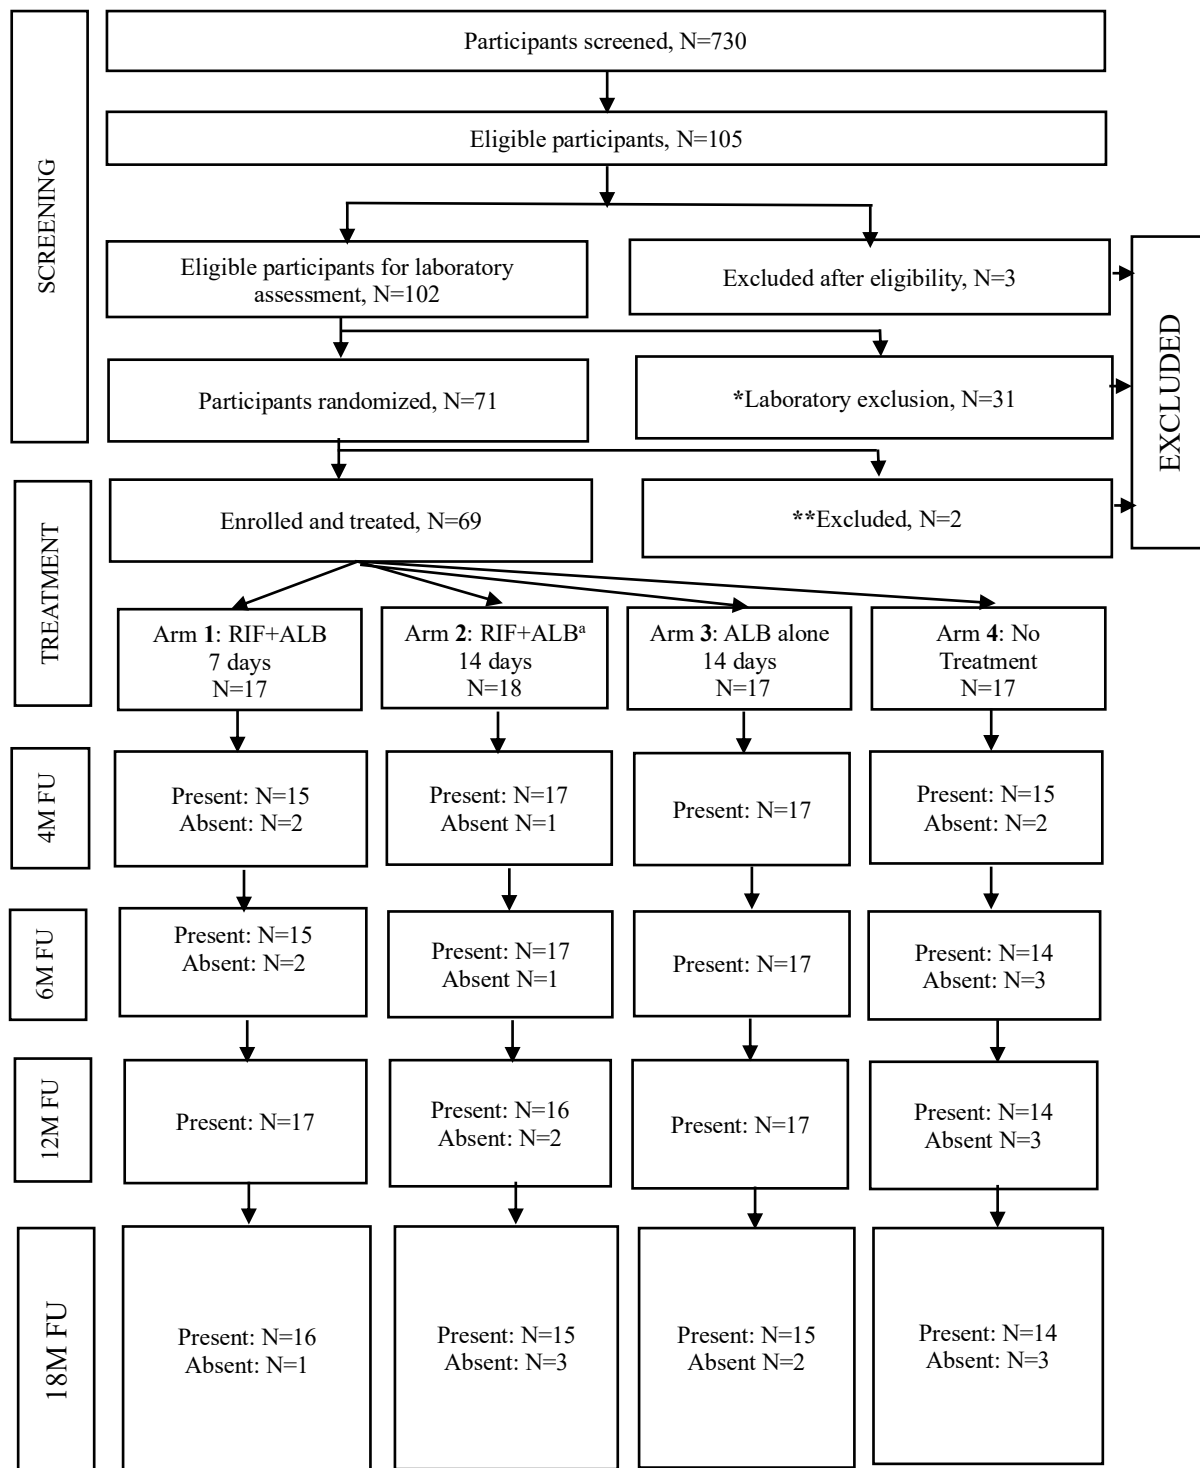 SCREENING
Participants screened, N=730
Eligible participants, N=105
Eligible participants for laboratory
assessment, N=102
Excluded after eligibility, N=3
EXCLUDED
Participants randomized, N=71
*Laboratory exclusion, N=31
TREATMENT
Enrolled and treated, N=69
**Excluded, N=2
Arm 1: RIF+ALB
7 days
N=17
Arm 2: RIF+ALBᵃ
14 days
N=18
Arm 3: ALB alone
14 days
N=17
Arm 4: No
Treatment
N=17
4M FU
Present: N=15
Absent: N=2
Present: N=17
Absent N=1
Present: N=17
Present: N=15
Absent: N=2
6M FU
Present: N=15
Absent: N=2
Present: N=17
Absent N=1
Present: N=17
Present: N=14
Absent: N=3
12M FU
Present: N=17
Present: N=16
Absent: N=2
Present: N=17
Present: N=14
Absent N=3
18M FU
Present: N=16
Absent: N=1
Present: N=15
Absent: N=3
Present: N=15
Absent N=2
Present: N=14
Absent: N=3